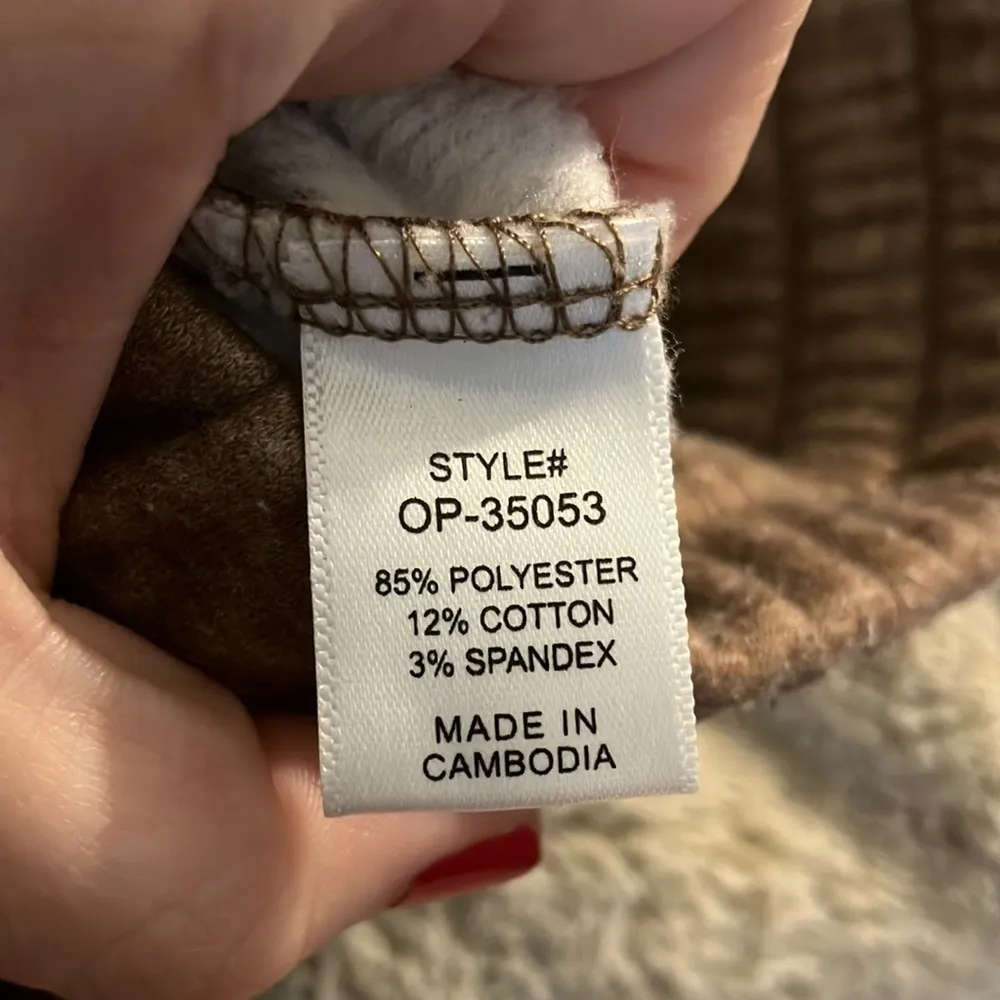 STYLE#
OP-35053
85% POLYESTER
12% COTTON
3% SPANDEX
MADE IN
CAMBODIA